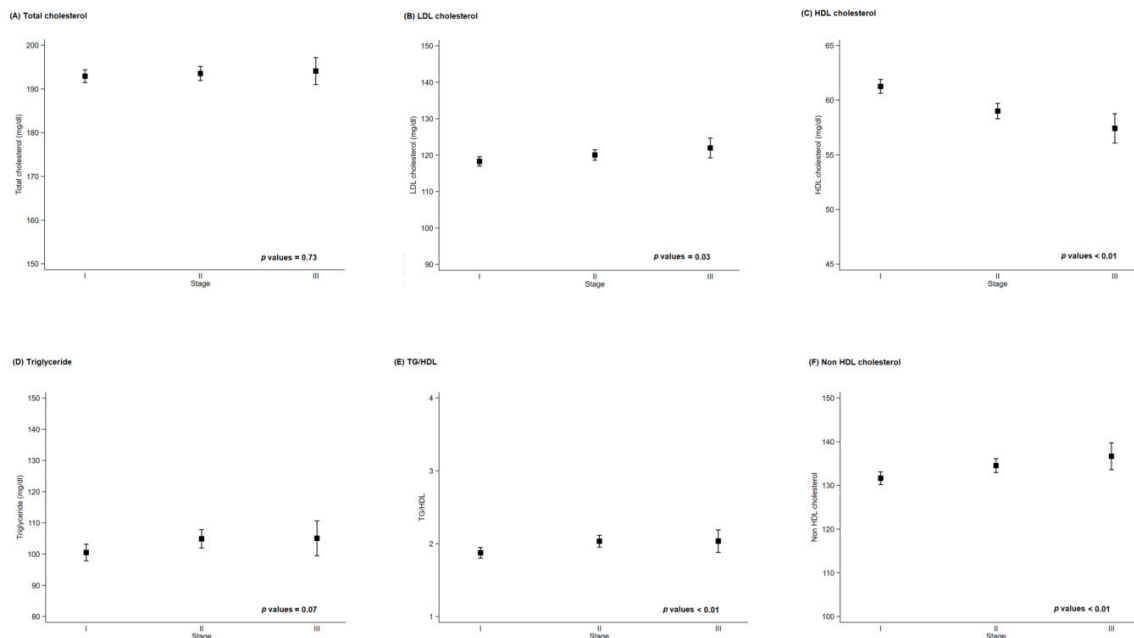 (A) Total cholesterol
200
190
180
170
160
150
Total cholesterol (mg/dl)
p values = 0.73
I II III
Stage
(B) LDL cholesterol
150
140
130
120
110
100
90
LDL cholesterol (mg/dl)
p values = 0.03
I II III
Stage
(C) HDL cholesterol
65
60
55
50
45
HDL cholesterol (mg/dl)
p values < 0.01
I II III
Stage
(D) Triglyceride
150
140
130
120
110
100
90
80
Triglyceride (mg/dl)
p values = 0.07
I II III
Stage
(E) TG/HDL
4
3
2
1
TG/HDL
p values < 0.01
I II III
Stage
(F) Non HDL cholesterol
150
140
130
120
110
100
Non HDL cholesterol
p values < 0.01
I II III
Stage